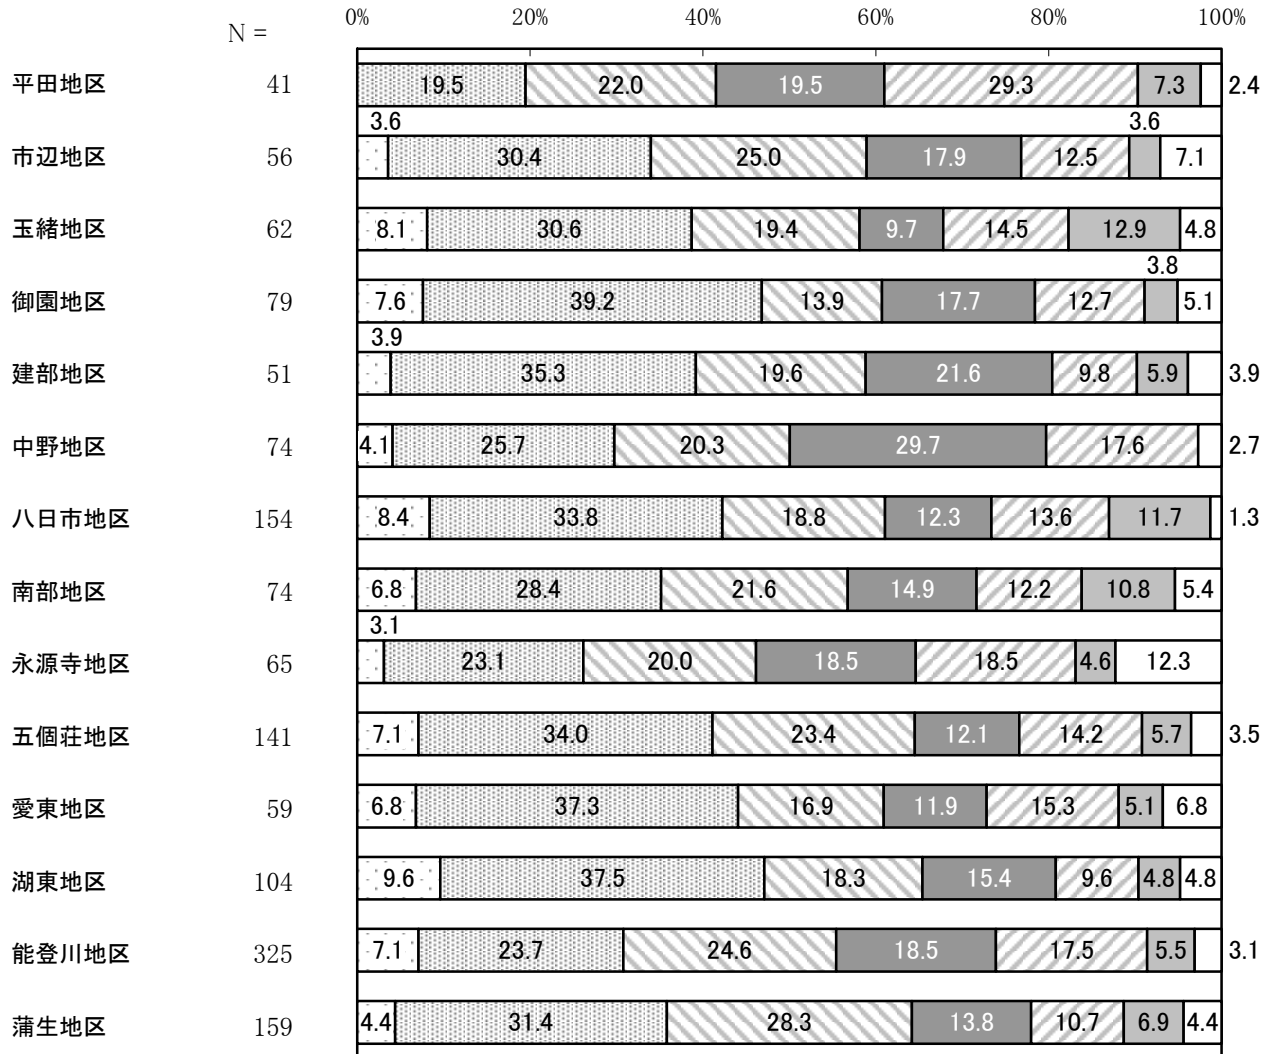 0% 20% 40% 60% 80% 100%
N =
平田地区 41 19.5 22.0 19.5 29.3 7.3 2.4
3.6 3.6
市辺地区 56 30.4 25.0 17.9 12.5 7.1
玉緒地区 62 8.1 30.6 19.4 9.7 14.5 12.9 4.8
3.8
御園地区 79 7.6 39.2 13.9 17.7 12.7 5.1
3.9
建部地区 51 35.3 19.6 21.6 9.8 5.9 3.9
中野地区 74 4.1 25.7 20.3 29.7 17.6 2.7
八日市地区 154 8.4 33.8 18.8 12.3 13.6 11.7 1.3
南部地区 74 6.8 28.4 21.6 14.9 12.2 10.8 5.4
3.1
永源寺地区 65 23.1 20.0 18.5 18.5 4.6 12.3
五個荘地区 141 7.1 34.0 23.4 12.1 14.2 5.7 3.5
愛東地区 59 6.8 37.3 16.9 11.9 15.3 5.1 6.8
湖東地区 104 9.6 37.5 18.3 15.4 9.6 4.8 4.8
能登川地区 325 7.1 23.7 24.6 18.5 17.5 5.5 3.1
蒲生地区 159 4.4 31.4 28.3 13.8 10.7 6.9 4.4